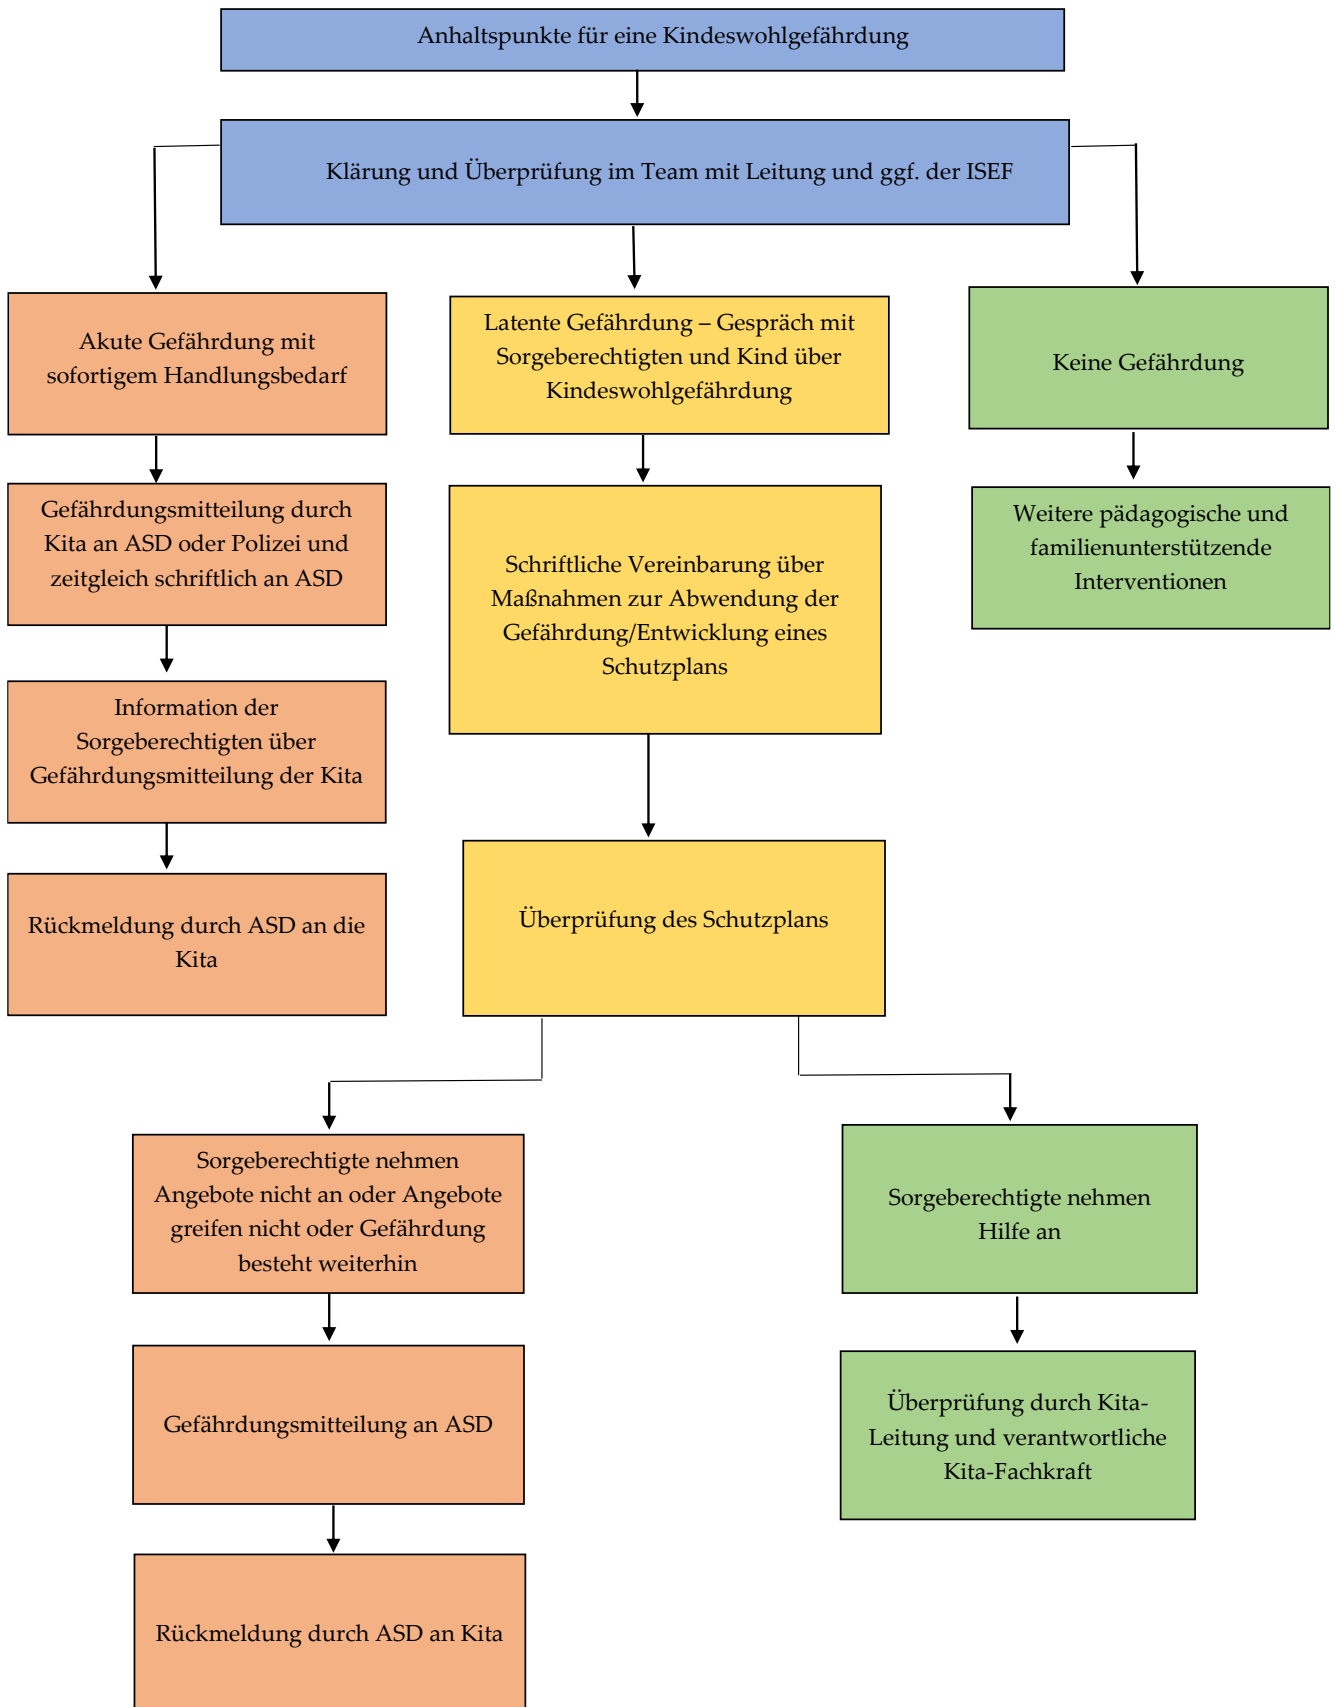 Anhaltspunkte für eine Kindeswohlgefährdung
Klärung und Überprüfung im Team mit Leitung und ggf. der ISEF
Akute Gefährdung mit
sofortigem Handlungsbedarf
Latente Gefährdung – Gespräch mit
Sorgeberechtigten und Kind über
Kindeswohlgefährdung
Keine Gefährdung
Gefährdungsmitteilung durch
Kita an ASD oder Polizei und
zeitgleich schriftlich an ASD
Schriftliche Vereinbarung über
Maßnahmen zur Abwendung der
Gefährdung/Entwicklung eines
Schutzplans
Weitere pädagogische und
familienunterstützende
Interventionen
Information der
Sorgeberechtigten über
Gefährdungsmitteilung der Kita
Rückmeldung durch ASD an die
Kita
Überprüfung des Schutzplans
Sorgeberechtigte nehmen
Angebote nicht an oder Angebote
greifen nicht oder Gefährdung
besteht weiterhin
Sorgeberechtigte nehmen
Hilfe an
Gefährdungsmitteilung an ASD
Überprüfung durch Kita-
Leitung und verantwortliche
Kita-Fachkraft
Rückmeldung durch ASD an Kita